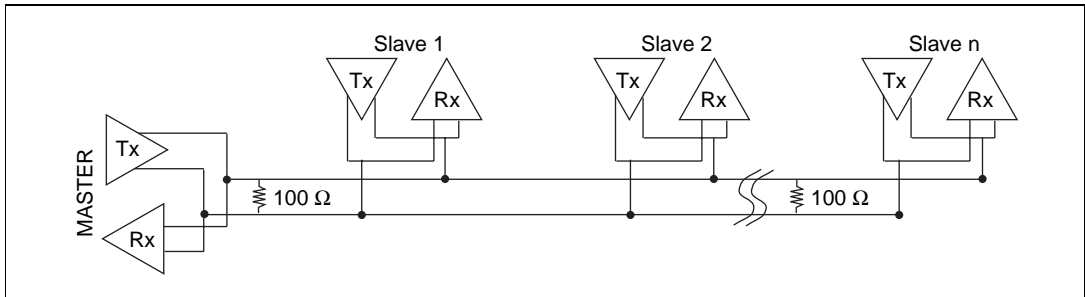 Slave 1
Slave 2
Slave n
Tx
Rx
Tx
Rx
Tx
Rx
MASTER
Tx
Rx
100 Ω
100 Ω